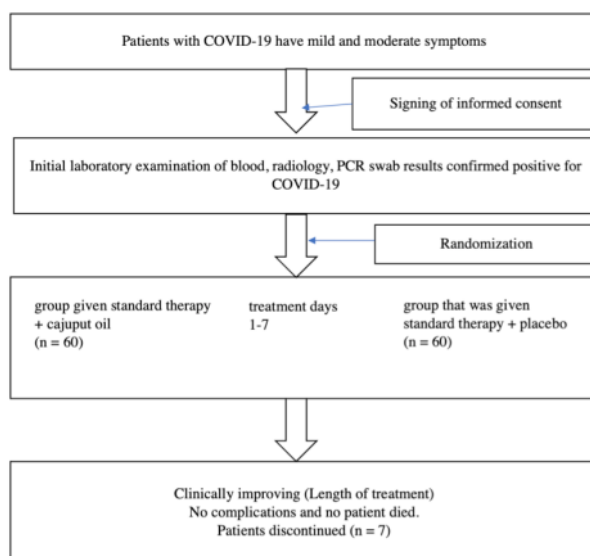 Patients with COVID-19 have mild and moderate symptoms
Signing of informed consent
Initial laboratory examination of blood, radiology, PCR swab results confirmed positive for
COVID-19
Randomization
group given standard therapy
+ cajuput oil
(n = 60)
treatment days
1-7
group that was given
standard therapy + placebo
(n = 60)
Clinically improving (Length of treatment)
No complications and no patient died.
Patients discontinued (n = 7)